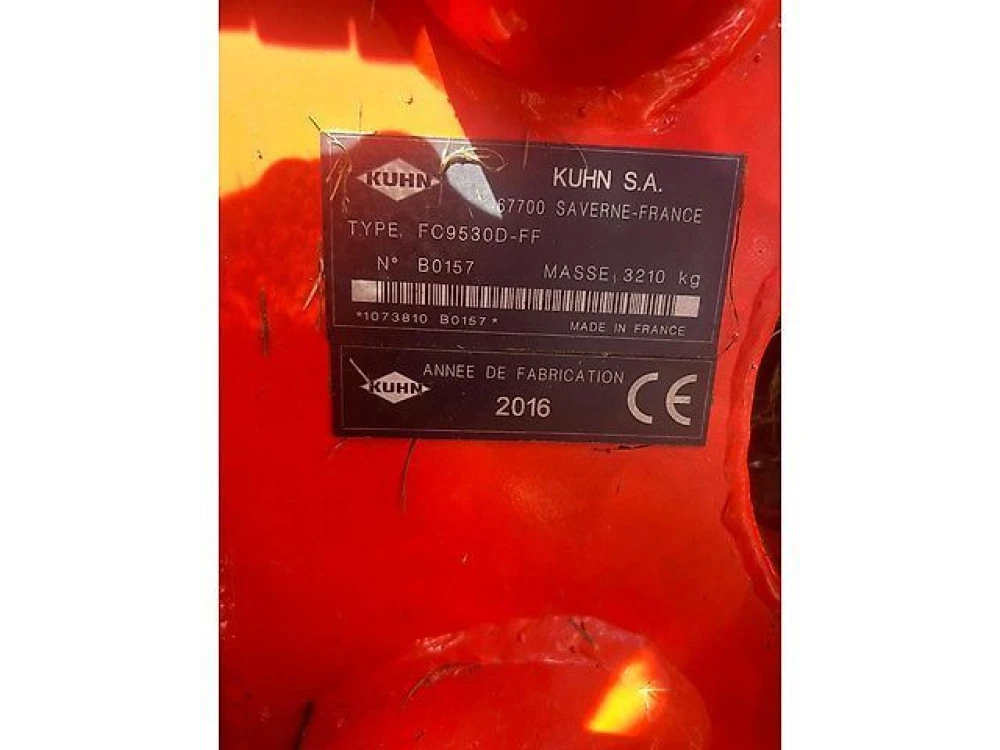 KUHN
KUHN S.A.
67700 SAVERNE-FRANCE
TYPE. FC9530D-FF
N° B0157 MASSE 3210 kg
*1073810 B0157*
MADE IN FRANCE
KUHN
ANNEE DE FABRICATION
2016
CE